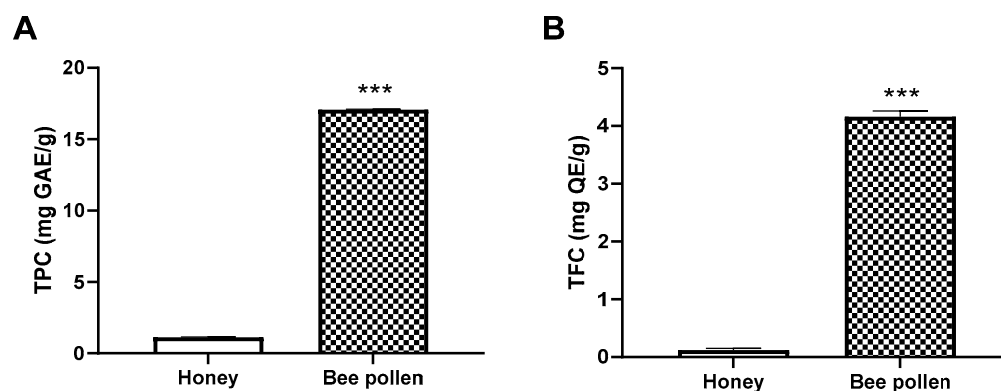 A
TPC (mg GAE/g)
20
15
10
5
0
***
Honey
Bee pollen
B
TFC (mg QE/g)
5
4
3
2
1
0
***
Honey
Bee pollen